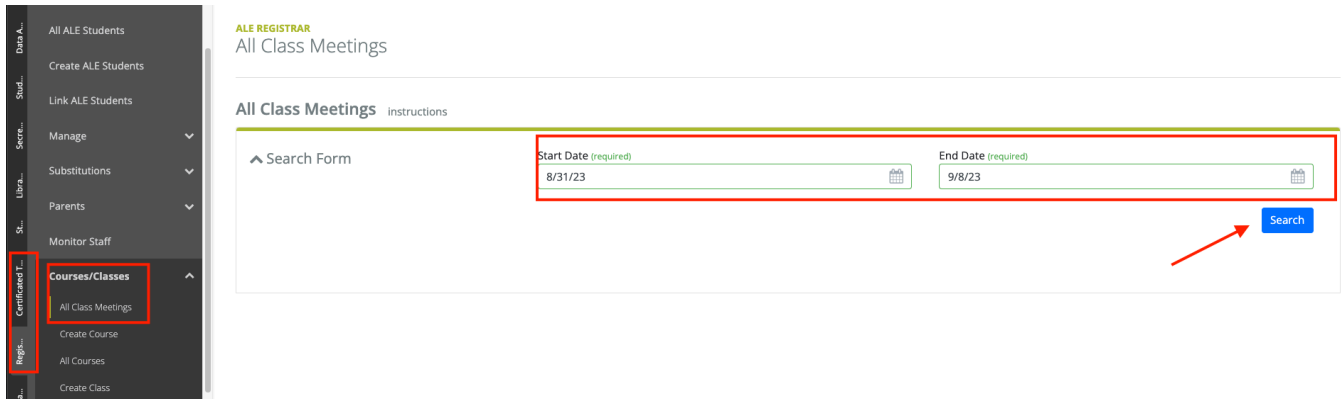 Data A...
Stud...
Secre...
Libra...
St...
Certificated T...
Regis...
All ALE Students
Create ALE Students
Link ALE Students
Manage
Substitutions
Parents
Monitor Staff
Courses/Classes
All Class Meetings
Create Course
All Courses
Create Class
ALE REGISTRAR
All Class Meetings
All Class Meetings instructions
Search Form
Start Date (required)
8/31/23
End Date (required)
9/8/23
Search